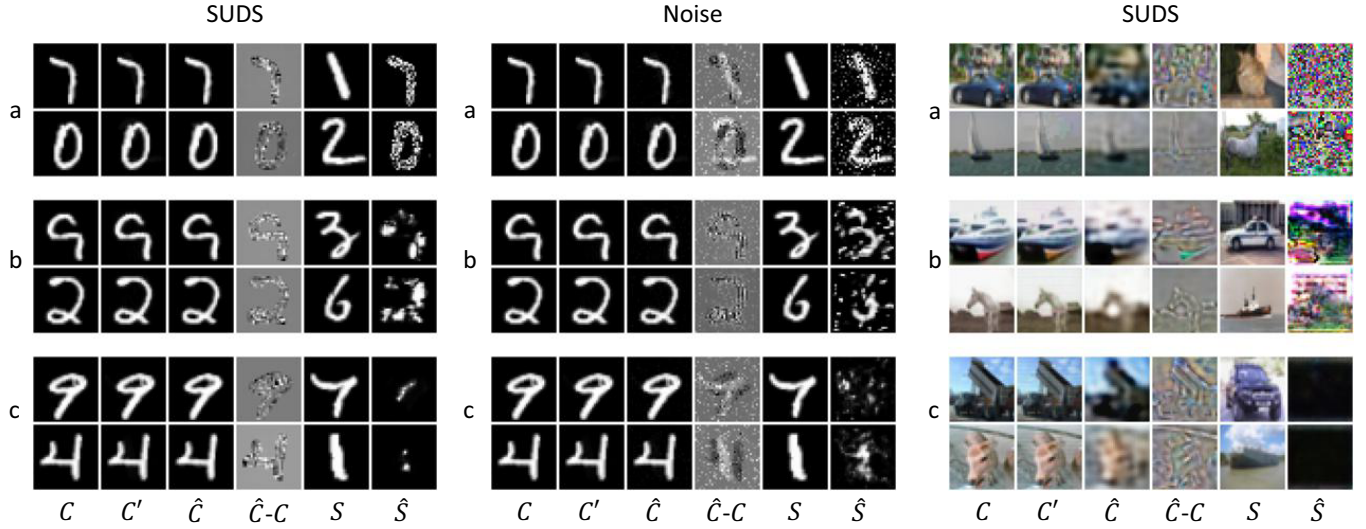 SUDS Noise SUDS
a a a
b b b
c c c
C C′ Ĉ Ĉ-C S Ŝ C C′ Ĉ Ĉ-C S Ŝ C C′ Ĉ Ĉ-C S Ŝ